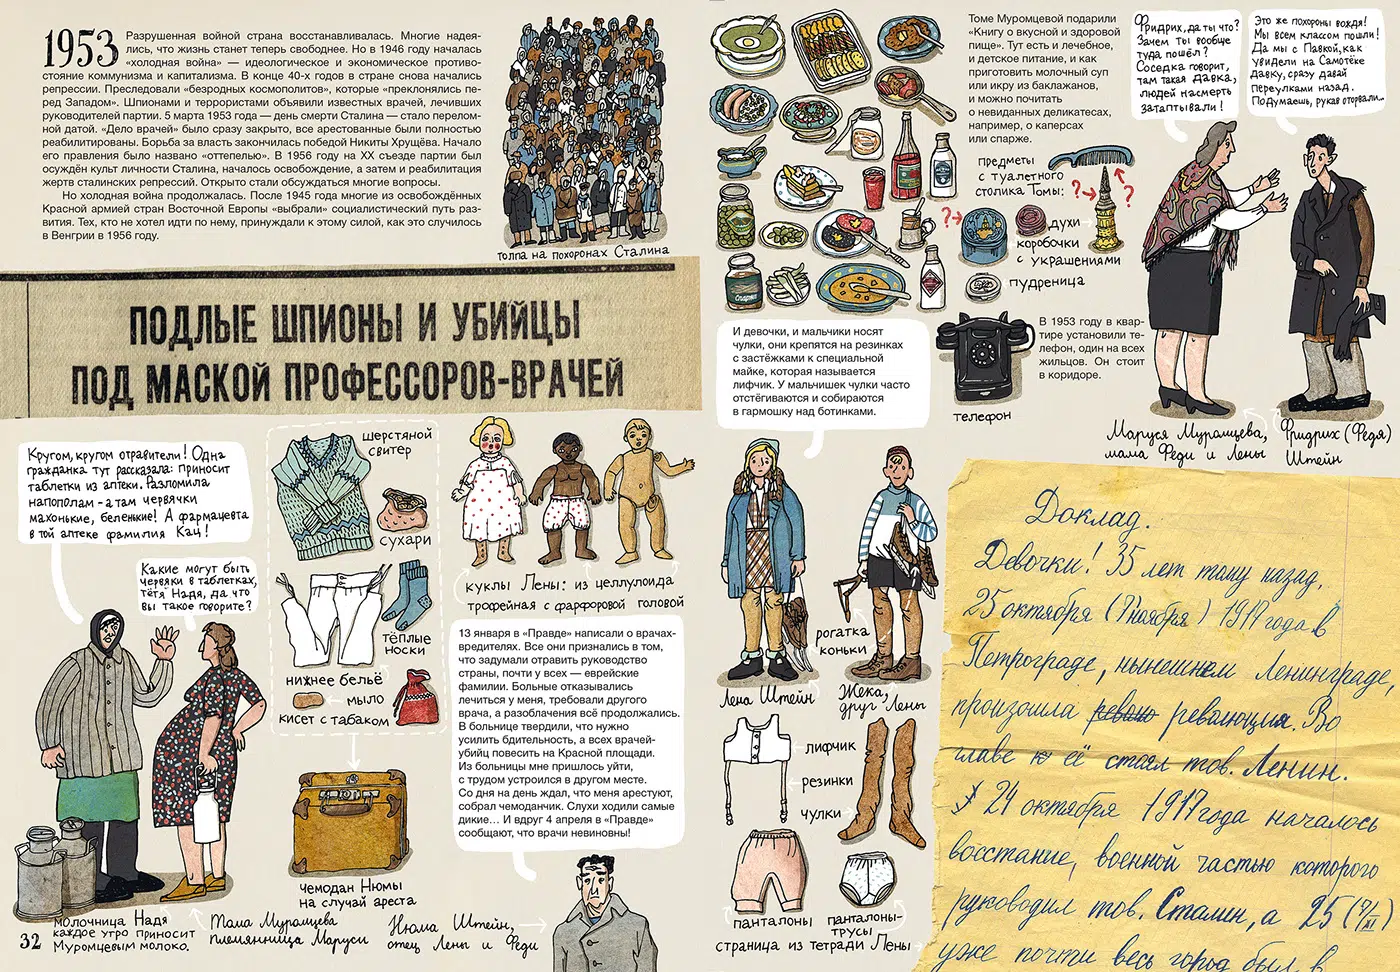 1953
Разрушенная войной страна восстанавливалась. Многие надея-
лись, что жизнь станет теперь свободнее. Но в 1946 году началась
«холодная война» — идеологическое и экономическое противо-
стояние коммунизма и капитализма. В конце 40-х годов в стране снова начались
репрессии. Преследовали «безродных космополитов», которые «преклонялись пе-
ред Западом». Шпионами и террористами объявили известных врачей, лечивших
руководителей партии. 5 марта 1953 года — день смерти Сталина — стало перелом-
ной датой. «Дело врачей» было сразу закрыто, все арестованные были полностью
реабилитированы. Борьба за власть закончилась победой Никиты Хрущёва. Начало
его правления было названо «оттепелью». В 1956 году на XX съезде партии был
осуждён культ личности Сталина, началось освобождение, а затем и реабилитация
жертв сталинских репрессий. Открыто стали обсуждаться многие вопросы.
Но холодная война продолжалась. После 1945 года многие из освобождённых
Красной армией стран Восточной Европы «выбрали» социалистический путь раз-
вития. Тех, кто не хотел идти по нему, принуждали к этому силой, как это случилось
в Венгрии в 1956 году.
толпа на похоронах Сталина
ПОДЛЫЕ ШПИОНЫ И УБИЙЦЫ
ПОД МАСКОЙ ПРОФЕССОРОВ-ВРАЧЕЙ
Кругом, кругом отравители! Одна
гражданка тут рассказала: приносит
таблетки из аптеки. Разломила
напополам - а там червячки
махонькие, беленькие! А фармацевта
в той аптеке фамилия Кац!
Какие могут быть
червяки в таблетках,
тётя Надя, да что
вы такое говорите?
молочница Надя
каждое утро приносит
Муромцевым молоко.
Тома Муромцева
племянница Маруси
32
шерстяной
свитер
сухари
тёплые
носки
нижнее бельё
мыло
кисет с табаком
чемодан Нюмы
на случай ареста
куклы Лены: из целлулоида
трофейная с фарфоровой головой
13 января в «Правде» написали о врачах-
вредителях. Все они признались в том,
что задумали отравить руководство
страны, почти у всех — еврейские
фамилии. Больные отказывались
лечиться у меня, требовали другого
врача, а разоблачения всё продолжались.
В больнице твердили, что нужно
усилить бдительность, а всех врачей-
убийц повесить на Красной площади.
Из больницы мне пришлось уйти,
с трудом устроился в другом месте.
Со дня на день ждал, что меня арестуют,
собрал чемоданчик. Слухи ходили самые
дикие... И вдруг 4 апреля в «Правде»
сообщают, что врачи невиновны!
Нюма Штейн,
отец Лены и Феди
Томе Муромцевой подарили
«Книгу о вкусной и здоровой
пище». Тут есть и лечебное,
и детское питание, и как
приготовить молочный суп
или икру из баклажанов,
и можно почитать
о невиданных деликатесах,
например, о каперсах
или спарже.
предметы
с туалетного
столика Томы:
?
?
?
духи
коробочки
с украшениями
пудреница
Спаржа
Фридрих, да ты что?
Зачем ты вообще
туда пошёл?
Соседка говорит,
там такая давка,
людей насмерть
затаптывали!
Это же похороны вождя!
Мы всем классом пошли!
Да мы с Павкой, как
увидели на Самотёке
давку, сразу давай
переулками назад.
Подумаешь, рукав оторвали...
Маруся Муромцева,
мама Феди и Лены
Фридрих (Федя)
Штейн
В 1953 году в квар-
тире установили те-
лефон, один на всех
жильцов. Он стоит
в коридоре.
телефон
И девочки, и мальчики носят
чулки, они крепятся на резинках
с застёжками к специальной
майке, которая называется
лифчик. У мальчишек чулки часто
отстёгиваются и собираются
в гармошку над ботинками.
рогатка
коньки
Лена Штейн
Жека,
друг Лены
лифчик
резинки
чулки
панталоны
панталоны-
трусы
страница из тетради Лены
Доклад.
Девочки! 35 лет тому назад,
25 октября (7 ноября) 1917 года в
Петрограде, нынешнем Ленинграде,
произошла революция. Во
главе её стоял тов. Ленин.
24 октября 1917 года началось
восстание, военной частью которого
руководил тов. Сталин, а 25 (7/XI)
уже почти весь город был в